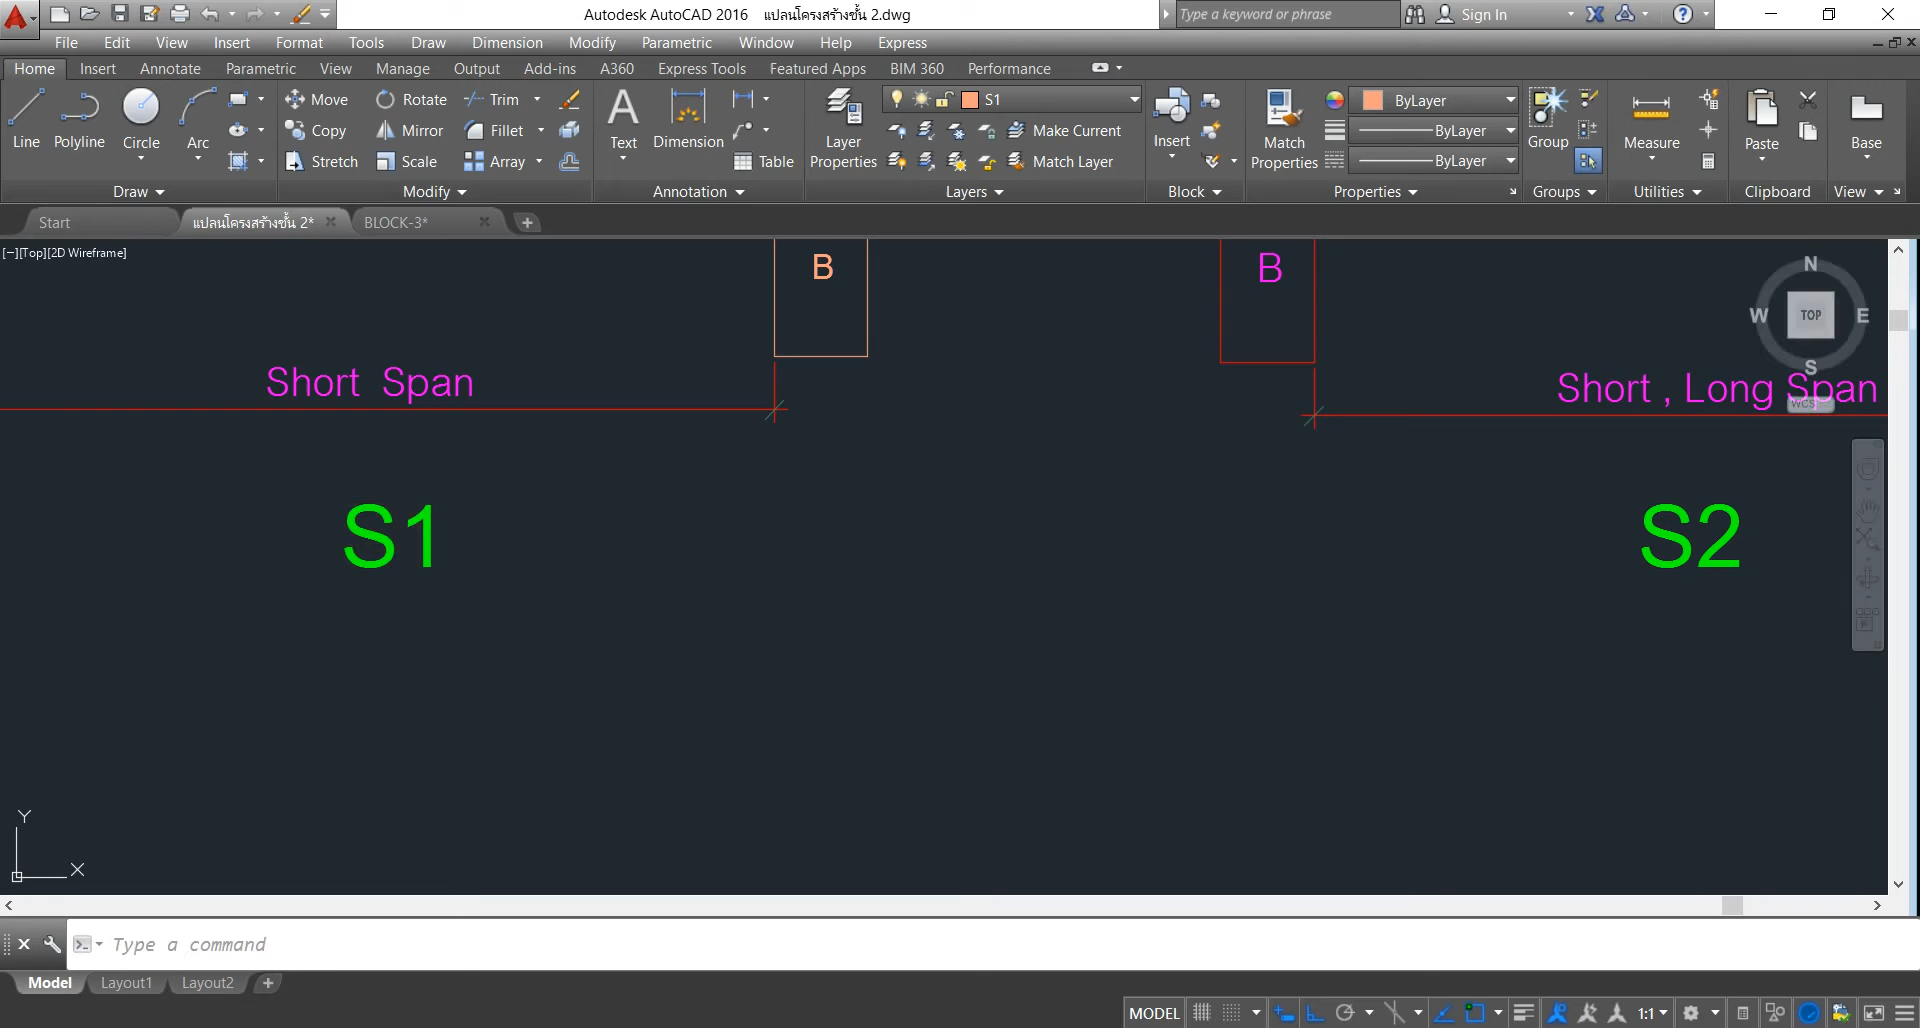 Autodesk AutoCAD 2016 แปลนโครงสร้างชั้น 2.dwg
Type a keyword or phrase
Sign In
File Edit View Insert Format Tools Draw Dimension Modify Parametric Window Help Express
Home Insert Annotate Parametric View Manage Output Add-ins A360 Express Tools Featured Apps BIM 360 Performance
Line Polyline Circle Arc
Draw
Move Rotate Trim
Copy Mirror Fillet
Stretch Scale Array
Modify
Text Dimension
Table
Annotation
Layer Properties
S1
Make Current
Match Layer
Layers
Insert
Block
Match Properties
ByLayer
ByLayer
ByLayer
Properties
Group
Groups
Measure
Utilities
Paste
Clipboard
Base
View
Start แปลนโครงสร้างชั้น 2* BLOCK-3*
[−][Top][2D Wireframe]
B
B
N
W TOP E
S
WCS
Short Span
Short , Long Span
S1
S2
Y
X
Type a command
Model Layout1 Layout2
MODEL 1:1